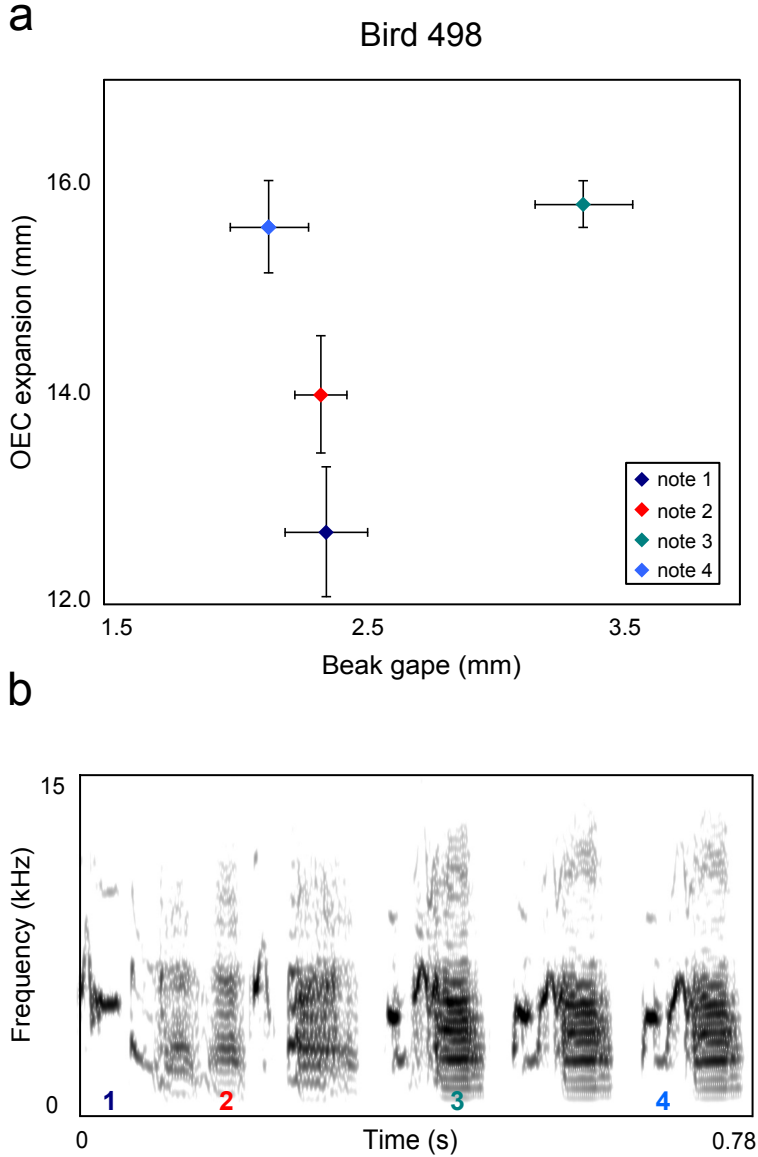 a
Bird 498
OEC expansion (mm)
16.0
14.0
12.0
1.5 2.5 3.5
Beak gape (mm)
note 1
note 2
note 3
note 4
b
Frequency (kHz)
15
0
1 2 3 4
0 Time (s) 0.78